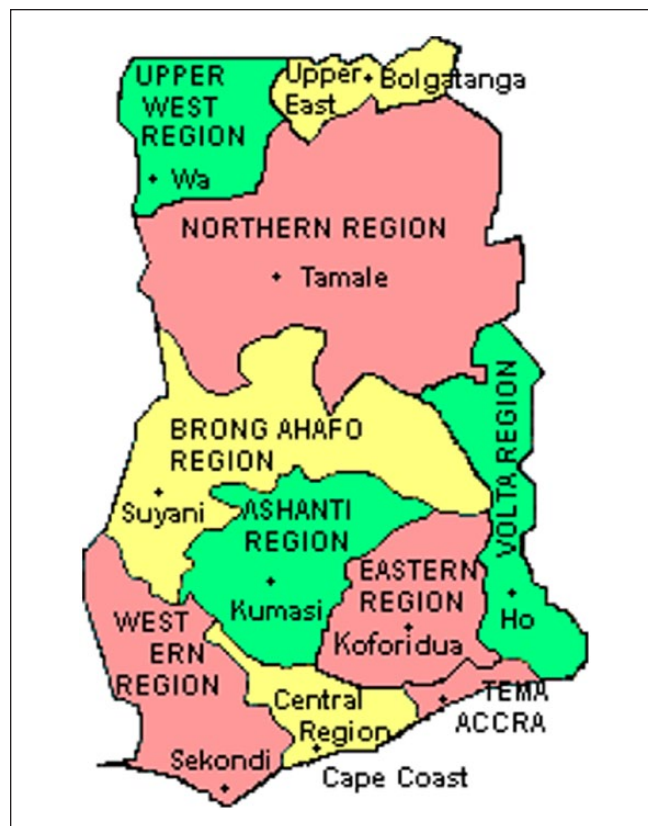 UPPER
WEST
REGION
Wa
Upper
East
Bolgatanga
NORTHERN REGION
Tamale
BRONG AHAFO
REGION
Suyani
ASHANTI
REGION
Kumasi
VOLTA REGION
Ho
EASTERN
REGION
Koforidua
WEST
ERN
REGION
Sekondi
Central
Region
Cape Coast
TEMA
ACCRA